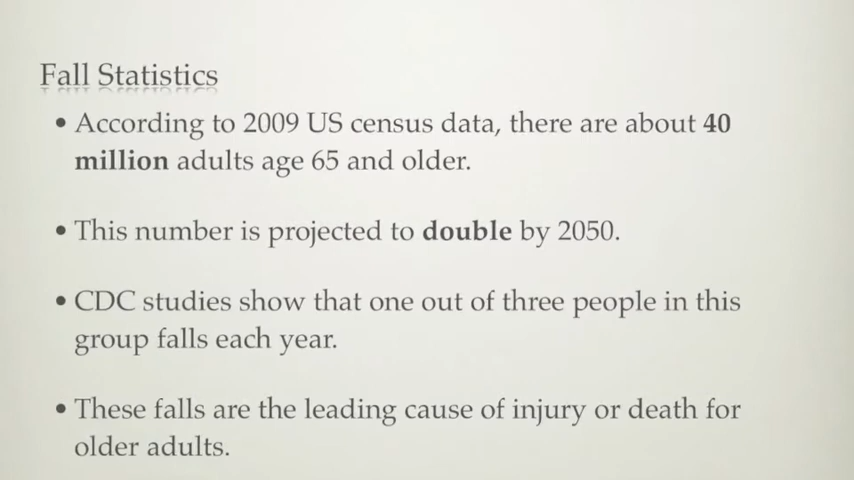 Fall Statistics
• According to 2009 US census data, there are about 40
million adults age 65 and older.
• This number is projected to double by 2050.
• CDC studies show that one out of three people in this
group falls each year.
• These falls are the leading cause of injury or death for
older adults.